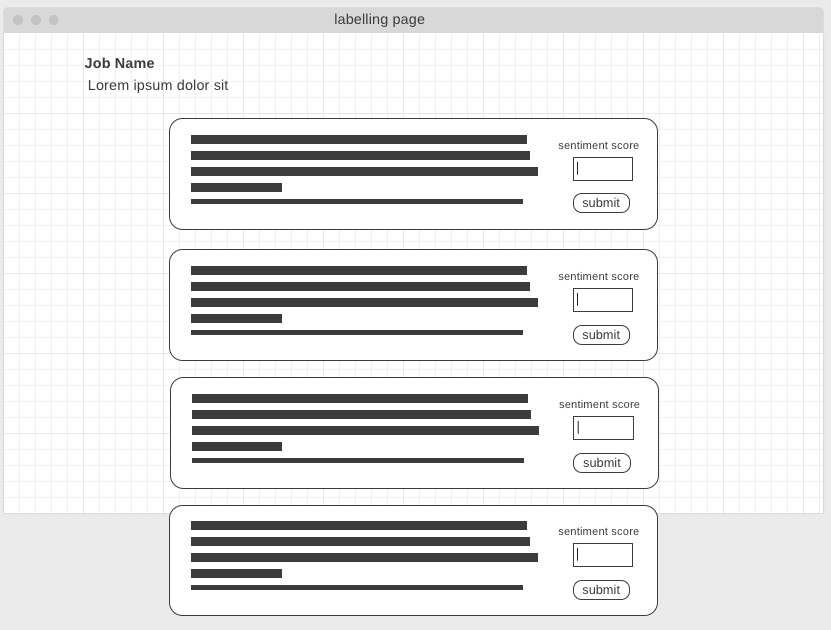 labelling page
Job Name
Lorem ipsum dolor sit
sentiment score
submit
sentiment score
submit
sentiment score
submit
sentiment score
submit